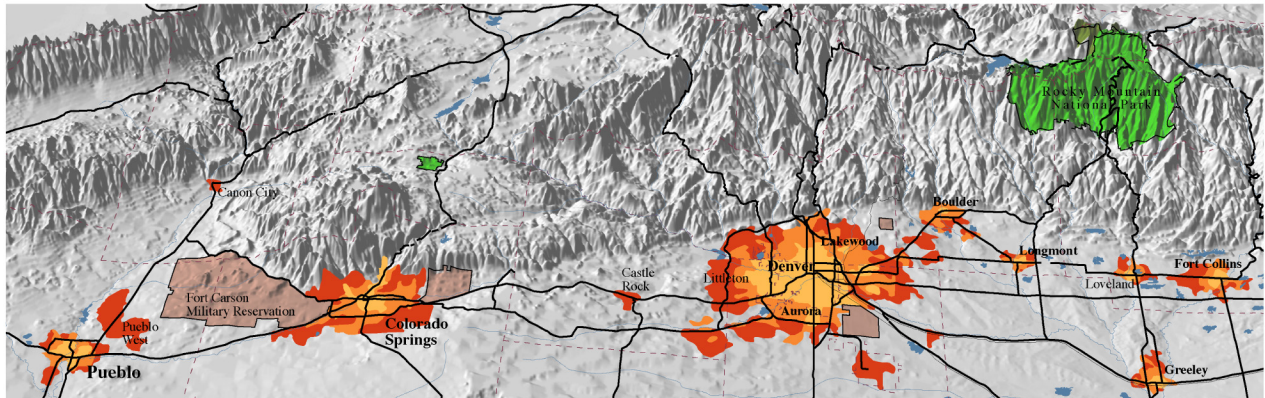 Rocky Mountain
National Park
Canon City
Boulder
Lakewood
Longmont
Denver
Fort Collins
Castle
Rock
Littleton
Loveland
Fort Carson
Military Reservation
Aurora
Colorado
Springs
Pueblo
West
Pueblo
Greeley